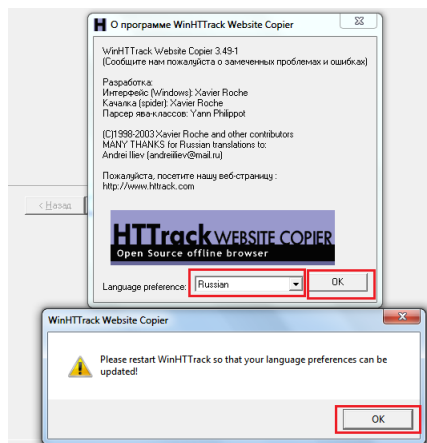 О программе WinHTTrack Website Copier
WinHTTrack Website Copier 3.49-1
(Сообщите нам пожалуйста о замеченных проблемах и ошибках)
Разработка:
Интерфейс (Windows): Xavier Roche
Качалка (spider): Xavier Roche
Парсер ява-классов: Yann Philippot
(C)1998-2003 Xavier Roche and other contributors
MANY THANKS for Russian translations to:
Andrei Iliev (andreiiliev@mail.ru)
Пожалуйста, посетите нашу веб-страницу :
http://www.httrack.com
< Назад
HTTrack WEBSITE COPIER
Open Source offline browser
Language preference: Russian OK
WinHTTrack Website Copier
Please restart WinHTTrack so that your language preferences can be
updated!
OK